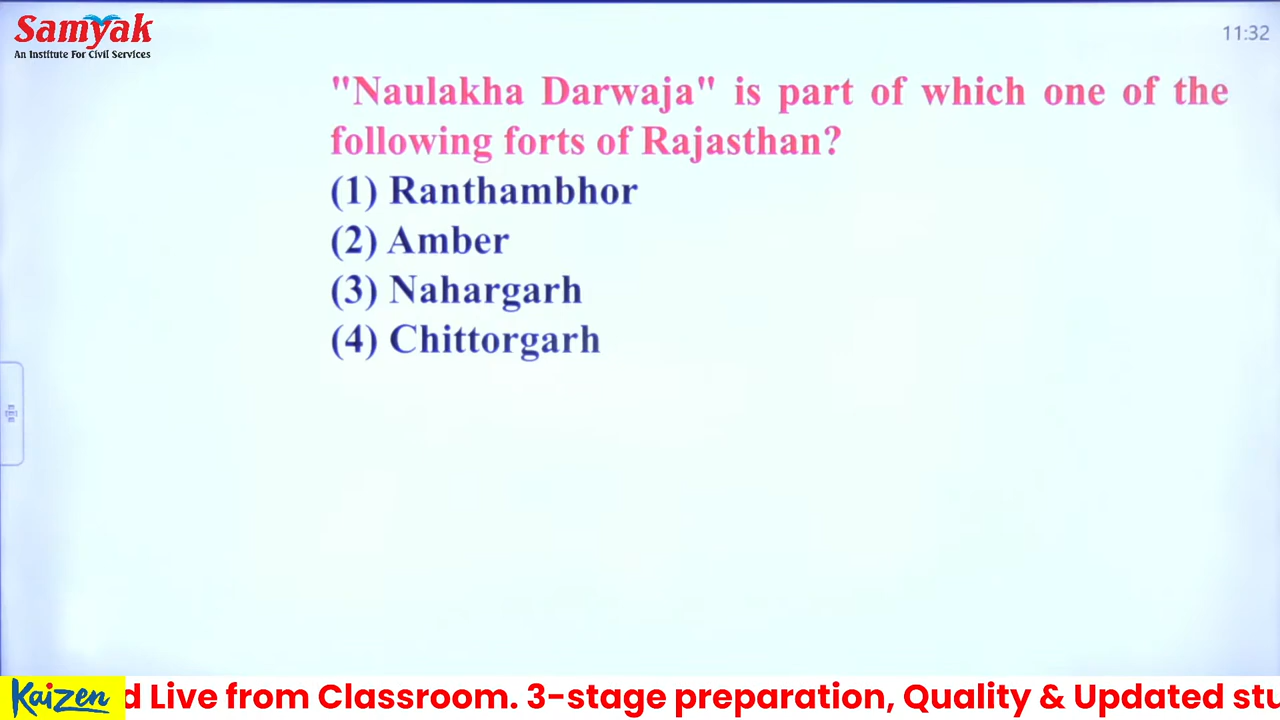 Samyak
An Institute For Civil Services
11:32
"Naulakha Darwaja" is part of which one of the
following forts of Rajasthan?
(1) Ranthambhor
(2) Amber
(3) Nahargarh
(4) Chittorgarh
Kaizen
d Live from Classroom. 3-stage preparation, Quality & Updated stu